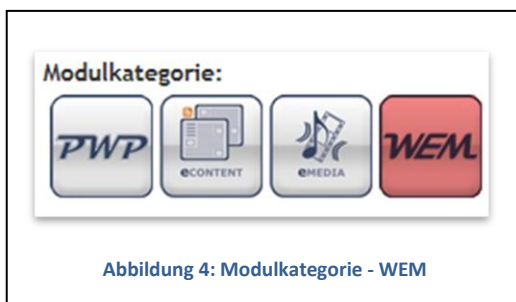 Modulkategorie:
PWP
eCONTENT
eMEDIA
WEM
Abbildung 4: Modulkategorie - WEM